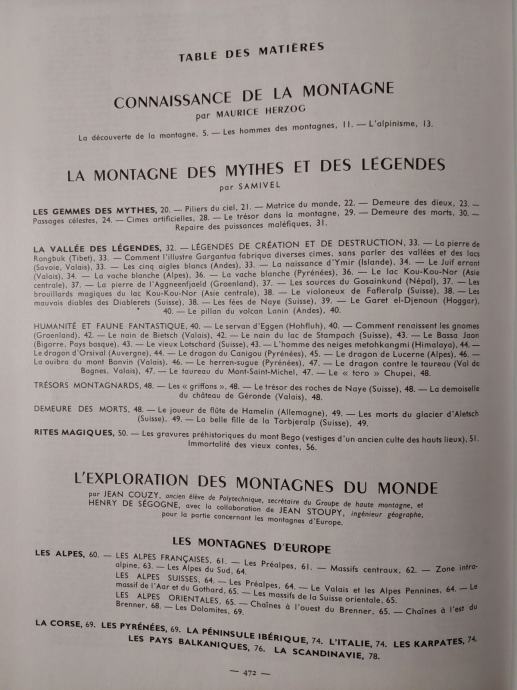 TABLE DES MATIÈRES
CONNAISSANCE DE LA MONTAGNE
par MAURICE HERZOG
La découverte de la montagne, 5. — Les hommes des montagnes, 11. — L'alpinisme, 13.
LA MONTAGNE DES MYTHES ET DES LÉGENDES
par SAMIVEL
LES GEMMES DES MYTHES, 20. — Piliers du ciel, 21. — Matrice du monde, 22. — Demeure des dieux, 23. —
Passages célestes, 24. — Cimes artificielles, 28. — Le trésor dans la montagne, 29. — Demeure des morts, 30. —
Repaire des puissances maléfiques, 31.
LA VALLÉE DES LÉGENDES, 32. — LÉGENDES DE CRÉATION ET DE DESTRUCTION, 33. — La pierre de
Rongbuk (Tibet), 33. — Comment l'illustre Gargantua fabriqua diverses cimes, sans parler des vallées et des lacs
(Savoie, Valais), 33. — Les cinq aigles blancs (Andes), 33. — La naissance d'Ymir (Islande), 34. — Le Juif errant
(Valais), 34. — La vache blanche (Alpes), 36. — La vache blanche (Pyrénées), 36. — Le lac Kou-Kou-Nor (Asie
centrale), 37. — La pierre de l'Aggneenfjaeld (Groenland), 37. — Les sources du Gosainkund (Népal), 37. — Les
brouillards magiques du lac Kou-Kou-Nor (Asie centrale), 38. — Le violoneux de Fafleralp (Suisse), 38. — Les
mauvais diables des Diablerets (Suisse), 38. — Les fées de Naye (Suisse), 39. — Le Garet el-Djenoun (Hoggar),
40. — Le pillan du volcan Lanin (Andes), 40.
HUMANITÉ ET FAUNE FANTASTIQUE, 40. — Le servan d'Eggen (Hohfluh), 40. — Comment renaissent les gnomes
(Groenland), 42. — Le nain de Bietsch (Valais), 42. — Le nain du lac de Stampach (Suisse), 43. — Le Bassa Jaon
(Bigorre, Pays basque), 43. — Le vieux Lotschard (Suisse), 43. — L'homme des neiges metohkangmi (Himalaya), 44. —
Le dragon d'Orsival (Auvergne), 44. — Le dragon du Canigou (Pyrénées), 45. — Le dragon de Lucerne (Alpes), 46. —
La ouibra du mont Banvin (Valais), 46. — Le herren-sugue (Pyrénées), 47. — Le dragon contre le taureau (Val de
Bagnes, Valais), 47. — Le taureau du Mont-Saint-Michel, 47. — Le « toro » Chupei, 48.
TRÉSORS MONTAGNARDS, 48. — Les « griffons », 48. — Le trésor des roches de Naye (Suisse), 48. — La demoiselle
du château de Géronde (Valais), 48.
DEMEURE DES MORTS, 48. — Le joueur de flûte de Hamelin (Allemagne), 49. — Les morts du glacier d'Aletsch
(Suisse), 49. — La belle fille de la Torbjeralp (Suisse), 49.
RITES MAGIQUES, 50. — Les gravures préhistoriques du mont Bego (vestiges d'un ancien culte des hauts lieux), 51.
Immortalité des vieux contes, 56.
L'EXPLORATION DES MONTAGNES DU MONDE
par JEAN COUZY, ancien élève de Polytechnique, secrétaire du Groupe de haute montagne, et
HENRY DE SÉGOGNE, avec la collaboration de JEAN STOUPY, ingénieur géographe,
pour la partie concernant les montagnes d'Europe.
LES MONTAGNES D'EUROPE
LES ALPES, 60. — LES ALPES FRANÇAISES, 61. — Les Préalpes, 61. — Massifs centraux, 62. — Zone intra-
alpine, 63. — Les Alpes du Sud, 64.
LES ALPES SUISSES, 64. — Les Préalpes, 64. — Le Valais et les Alpes Pennines, 64. — Le
massif de l'Aar et du Gothard, 65. — Les massifs de la Suisse orientale, 65.
LES ALPES ORIENTALES, 65. — Chaînes à l'ouest du Brenner, 65. — Chaînes à l'est du
Brenner, 68. — Les Dolomites, 69.
LA CORSE, 69. LES PYRÉNÉES, 69. LA PÉNINSULE IBÉRIQUE, 74. L'ITALIE, 74. LES KARPATES, 74.
LES PAYS BALKANIQUES, 76. LA SCANDINAVIE, 78.
— 472 —